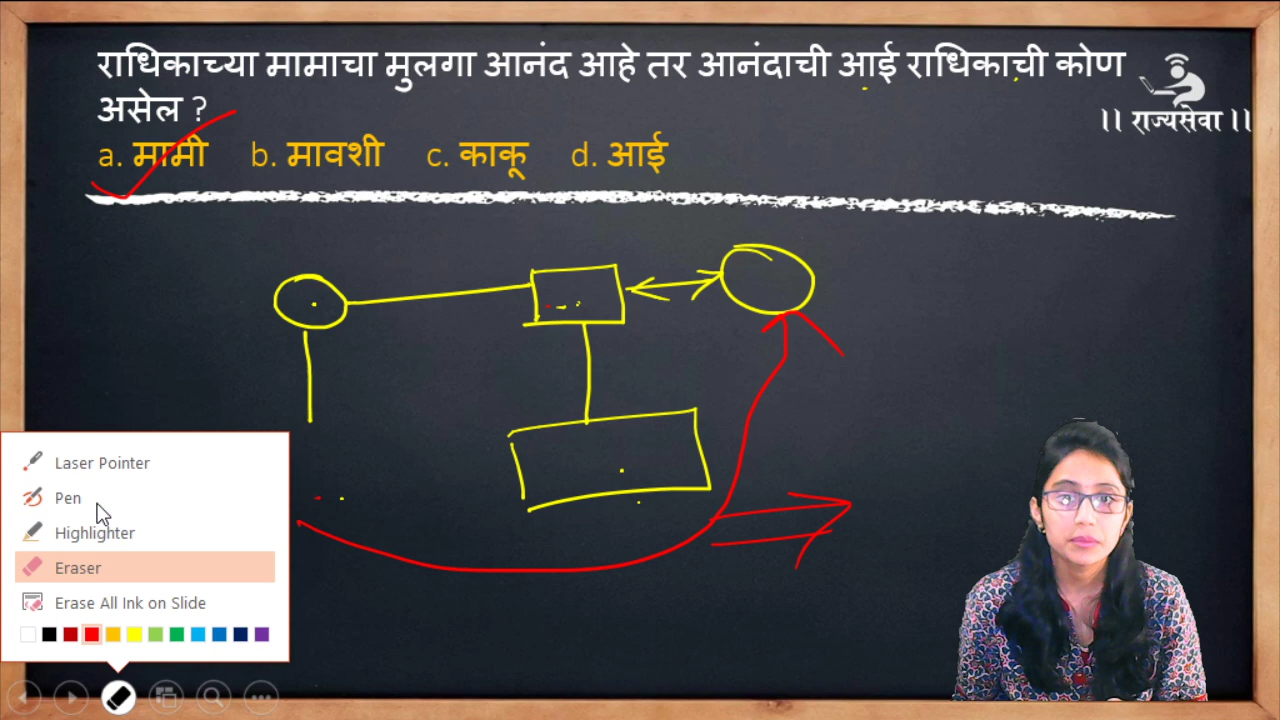 राधिकाच्या मामाचा मुलगा आनंद आहे तर आनंदाची आई राधिकाची कोण
असेल ?
a. मामी b. मावशी c. काकू d. आई
।। राज्यसेवा ।।
Laser Pointer
Pen
Highlighter
Eraser
Erase All Ink on Slide